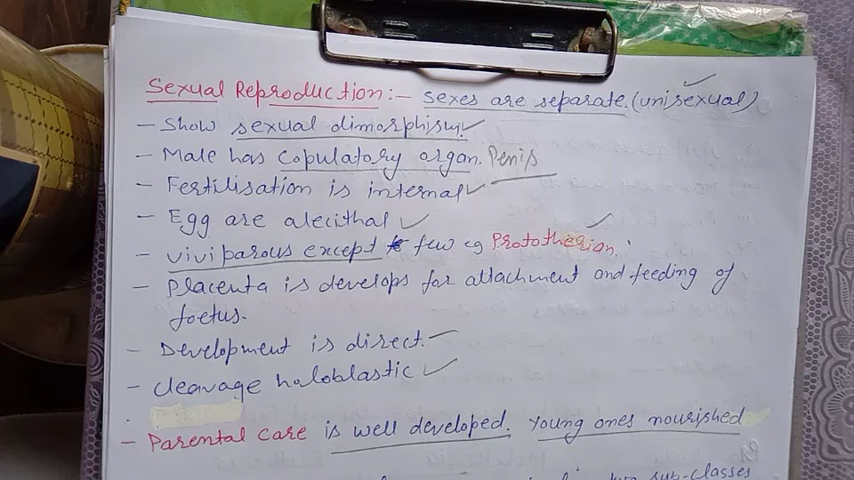 Sexual Reproduction:- Sexes are separate. (unisexual)
- Show sexual dimorphism
- Male has copulatory organ. Penis
- Fertilisation is internal
- Egg are alecithal
- viviparous except few eg Prototherian.
- Placenta is develops for attachment and feeding of
foetus.
- Development is direct.
- cleavage holoblastic
- Parental care is well developed. Young ones nourished
sub-classes